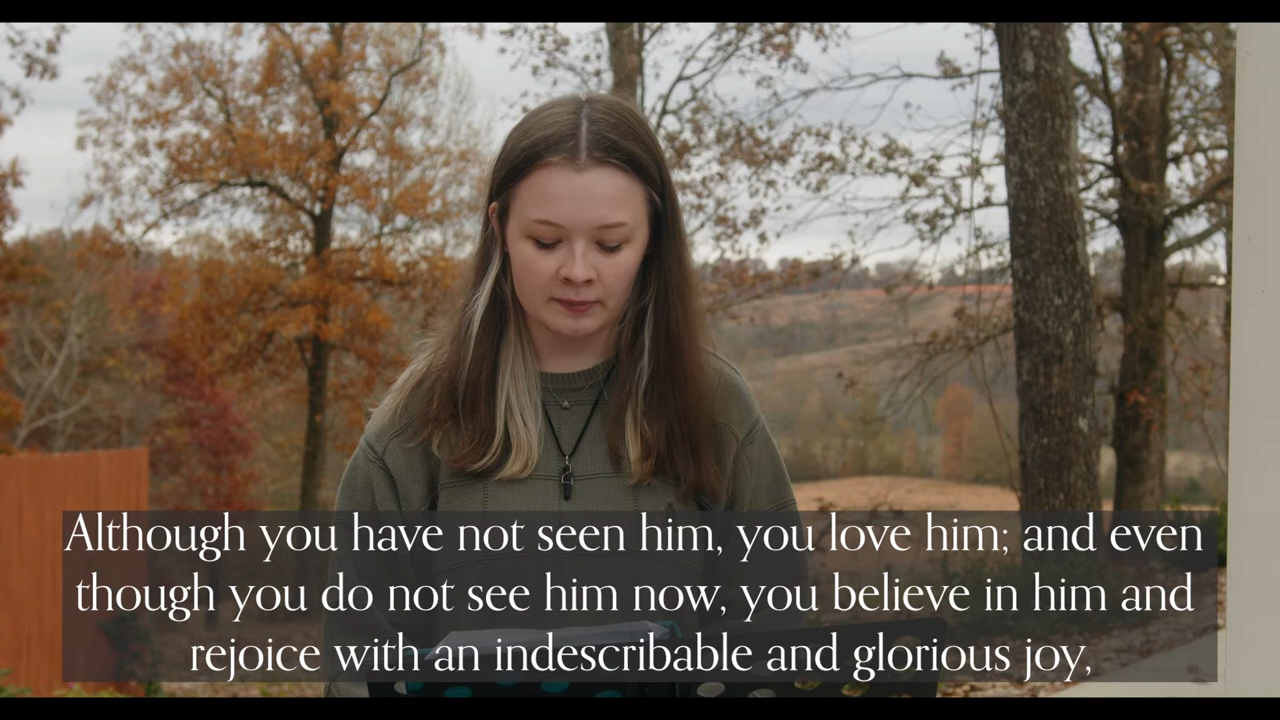 Although you have not seen him, you love him; and even
though you do not see him now, you believe in him and
rejoice with an indescribable and glorious joy,